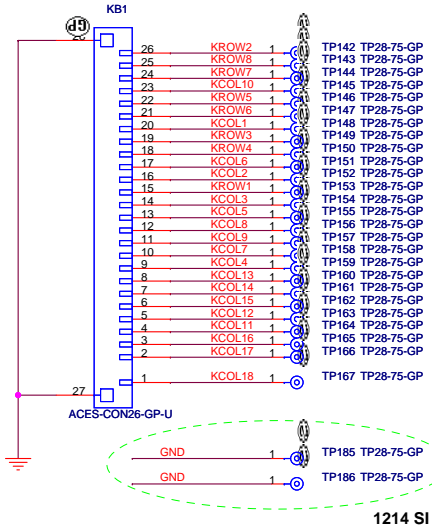 KB1
GP
26 KROW2 1 TP142 TP28-75-GP
25 KROW8 1 TP143 TP28-75-GP
24 KROW7 1 TP144 TP28-75-GP
23 KCOL10 1 TP145 TP28-75-GP
22 KROW5 1 TP146 TP28-75-GP
21 KROW6 1 TP147 TP28-75-GP
20 KCOL1 1 TP148 TP28-75-GP
19 KROW3 1 TP149 TP28-75-GP
18 KROW4 1 TP150 TP28-75-GP
17 KCOL6 1 TP151 TP28-75-GP
16 KCOL2 1 TP152 TP28-75-GP
15 KROW1 1 TP153 TP28-75-GP
14 KCOL3 1 TP154 TP28-75-GP
13 KCOL5 1 TP155 TP28-75-GP
12 KCOL8 1 TP156 TP28-75-GP
11 KCOL9 1 TP157 TP28-75-GP
10 KCOL7 1 TP158 TP28-75-GP
9 KCOL4 1 TP159 TP28-75-GP
8 KCOL13 1 TP160 TP28-75-GP
7 KCOL14 1 TP161 TP28-75-GP
6 KCOL15 1 TP162 TP28-75-GP
5 KCOL12 1 TP163 TP28-75-GP
4 KCOL11 1 TP164 TP28-75-GP
3 KCOL16 1 TP165 TP28-75-GP
2 KCOL17 1 TP166 TP28-75-GP
1 KCOL18 1 TP167 TP28-75-GP
27
ACES-CON26-GP-U
GND 1 TP185 TP28-75-GP
GND 1 TP186 TP28-75-GP
1214 SI